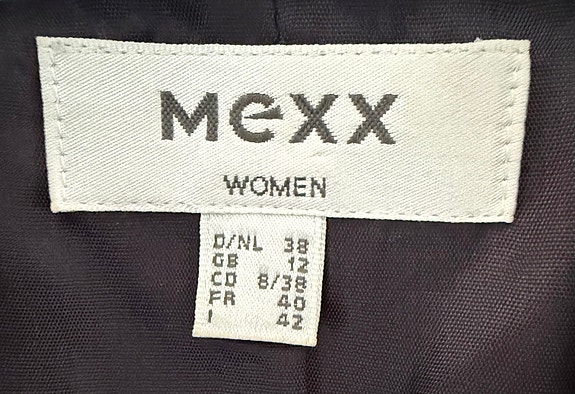 Mexx
WOMEN
D/NL 38
GB 12
CD 8/38
FR 40
I 42